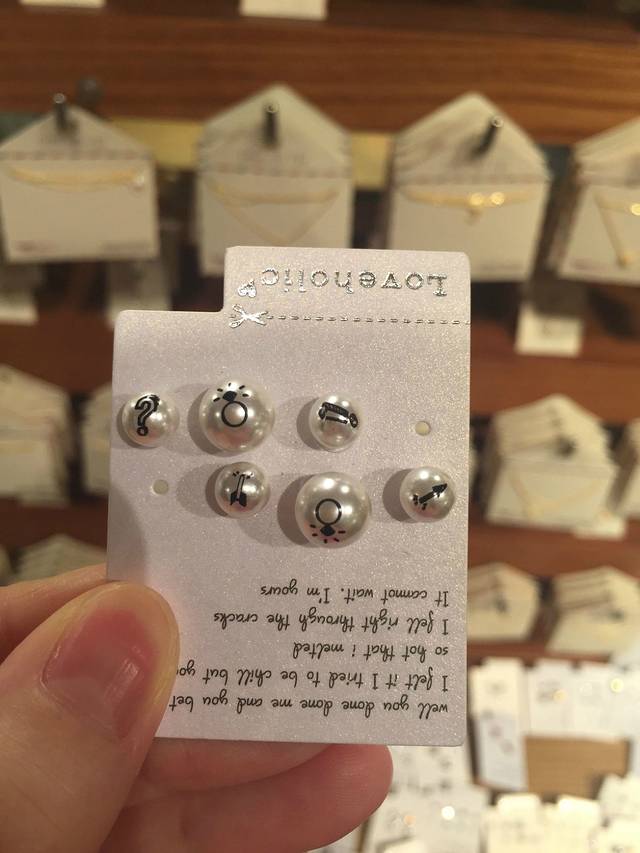 Loveholic
well you done done me and you bet
I felt it I tried to be chill but
so hot that i melted
I fell right through the cracks
It cannot wait. I'm yours
?